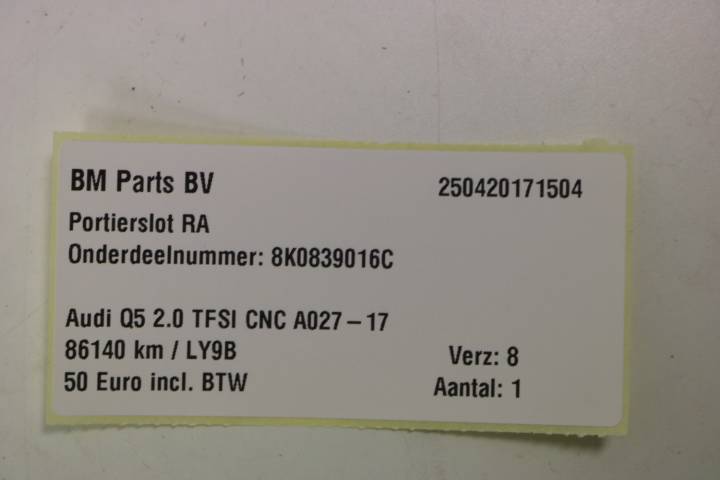 BM Parts BV 250420171504
Portierslot RA
Onderdeelnummer: 8K0839016C
Audi Q5 2.0 TFSI CNC A027 – 17
86140 km / LY9B Verz: 8
50 Euro incl. BTW Aantal: 1